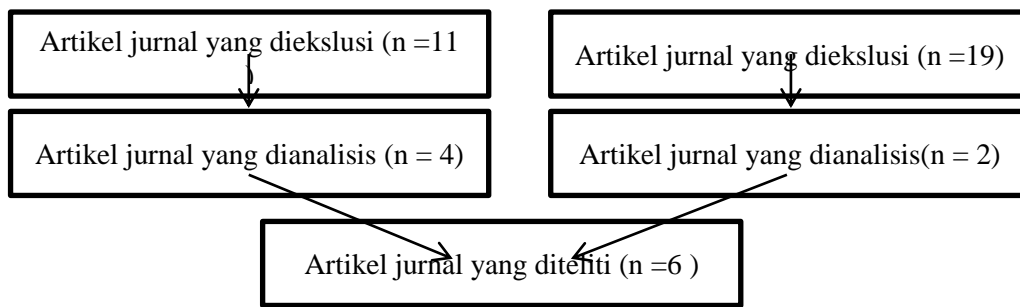 Artikel jurnal yang diekslusi (n =11
)
Artikel jurnal yang diekslusi (n =19)
Artikel jurnal yang dianalisis (n = 4)
Artikel jurnal yang dianalisis(n = 2)
Artikel jurnal yang diteliti (n =6 )